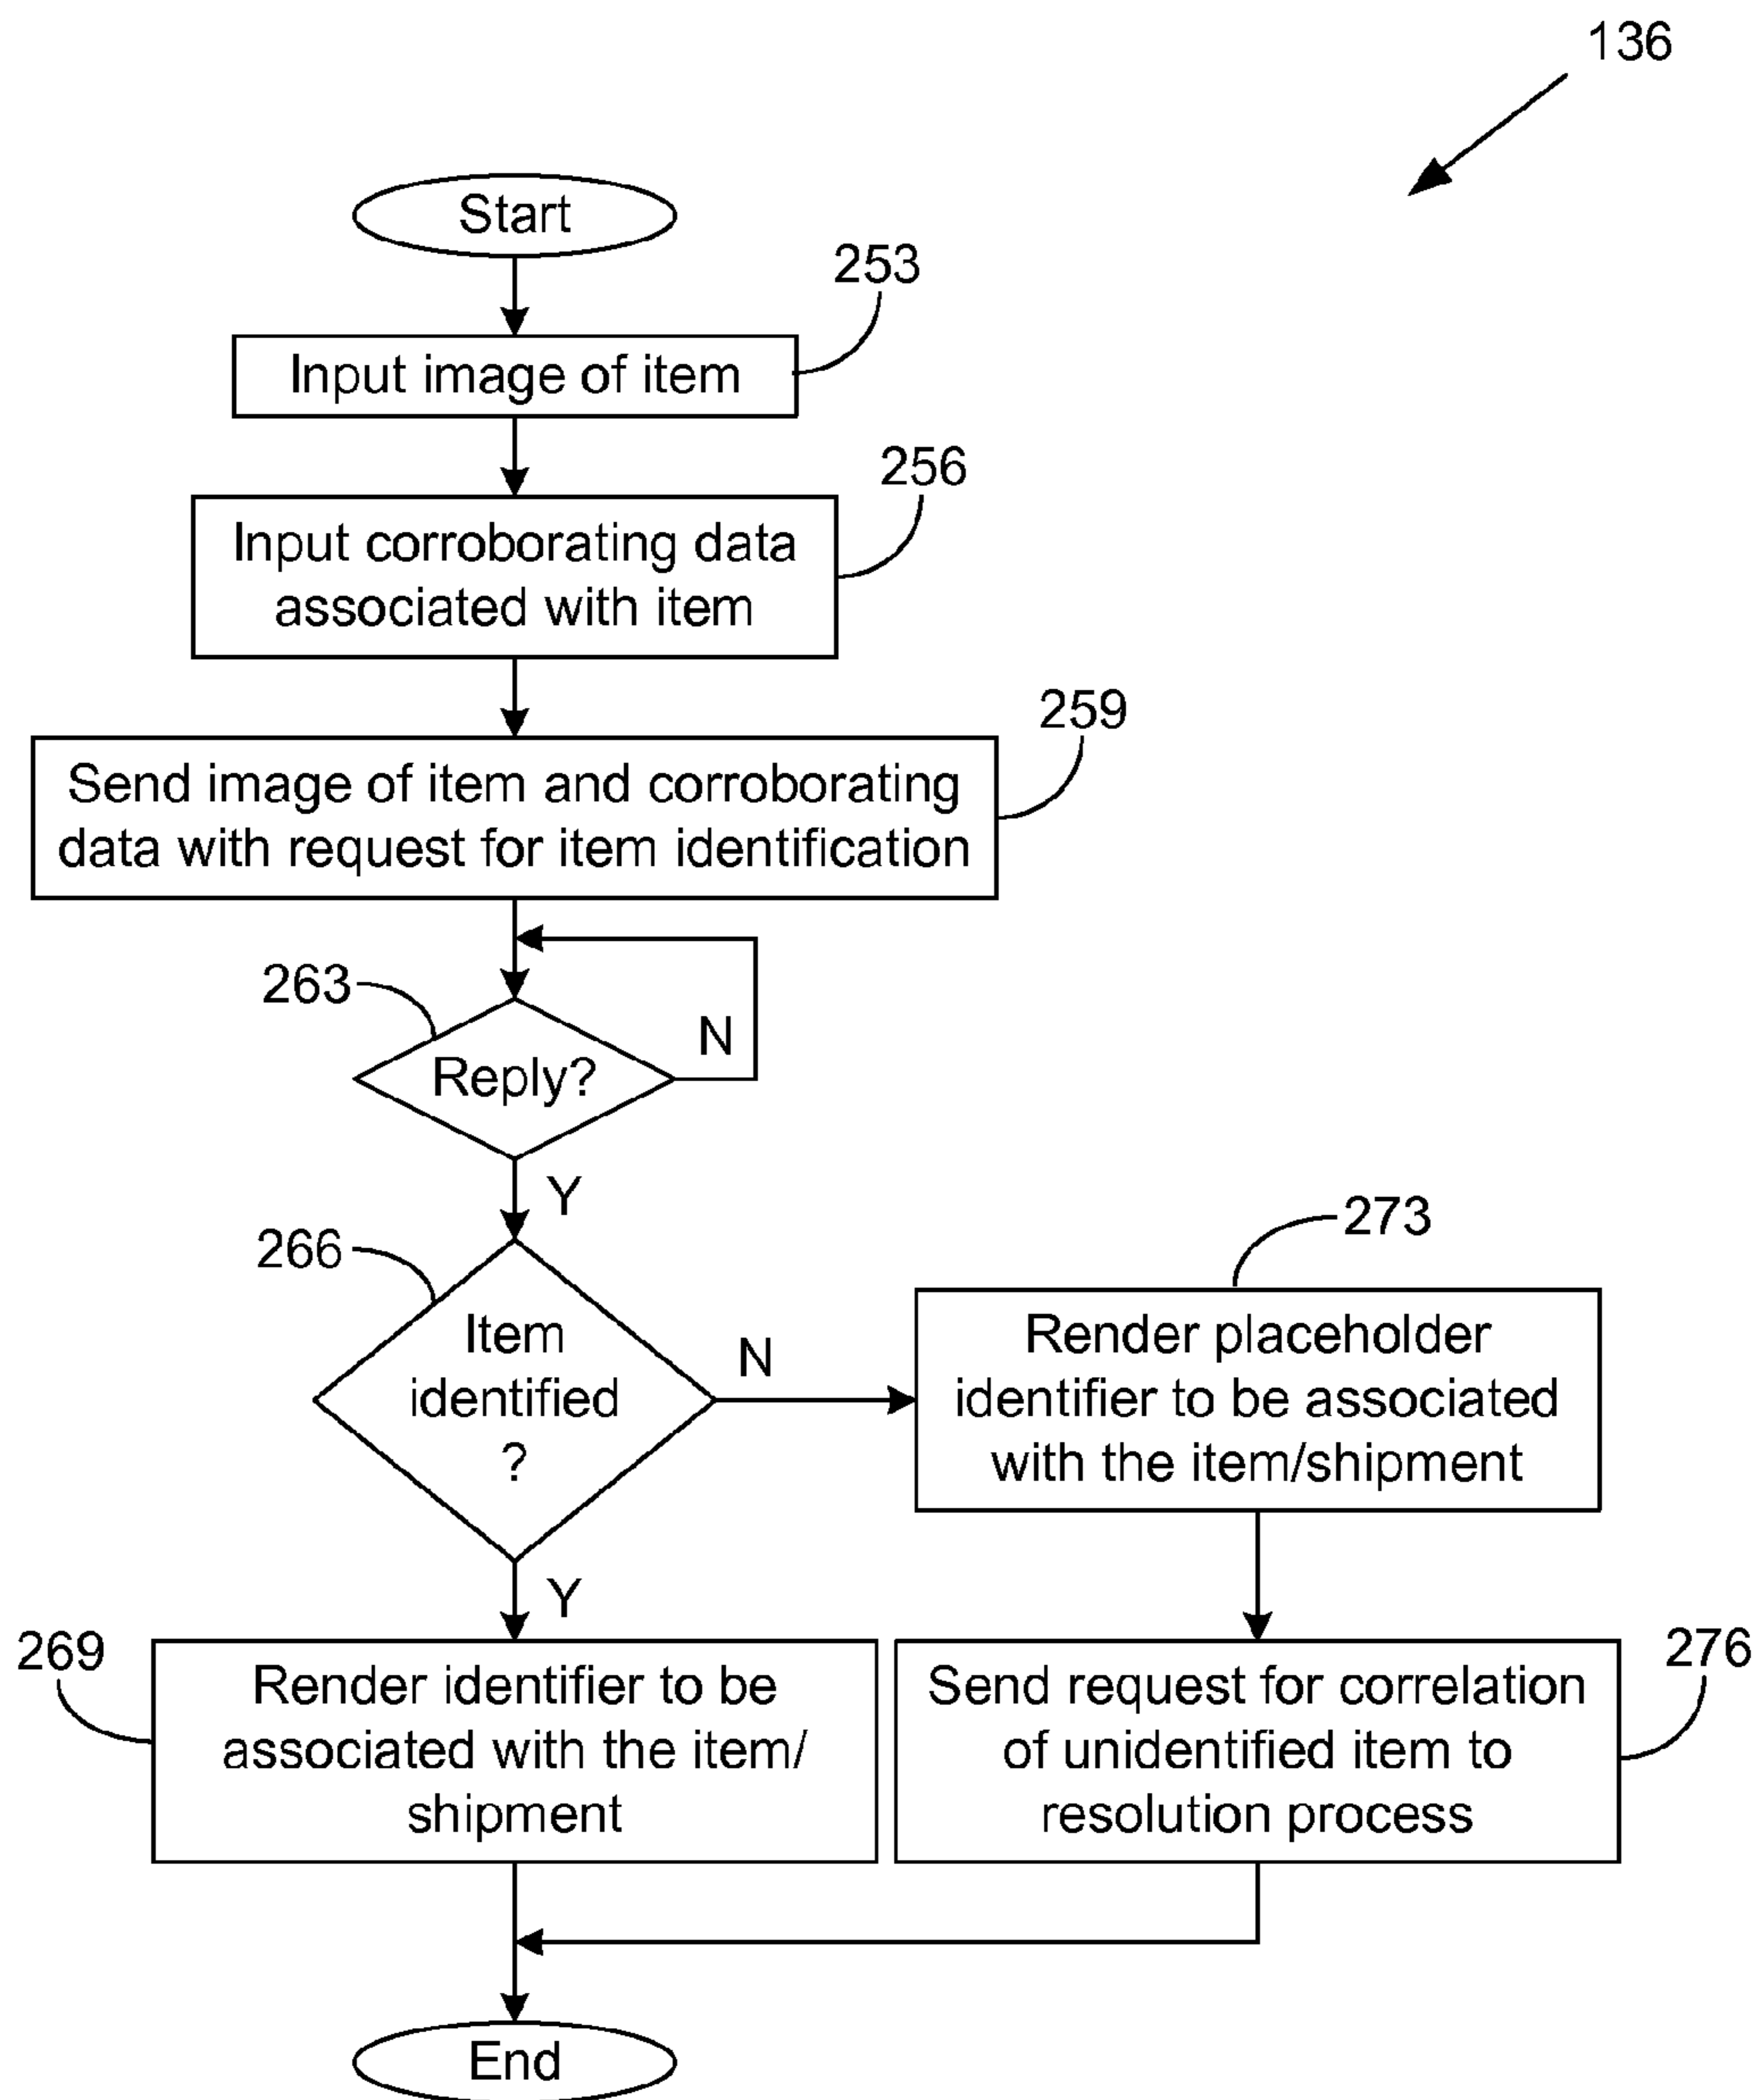 136
Start
253
Input image of item
256
Input corroborating data
associated with item
259
Send image of item and corroborating
data with request for item identification
263
Reply?
N
Y
266
Item
identified
?
N
273
Render placeholder
identifier to be associated
with the item/shipment
Y
269
Render identifier to be
associated with the item/
shipment
276
Send request for correlation
of unidentified item to
resolution process
End